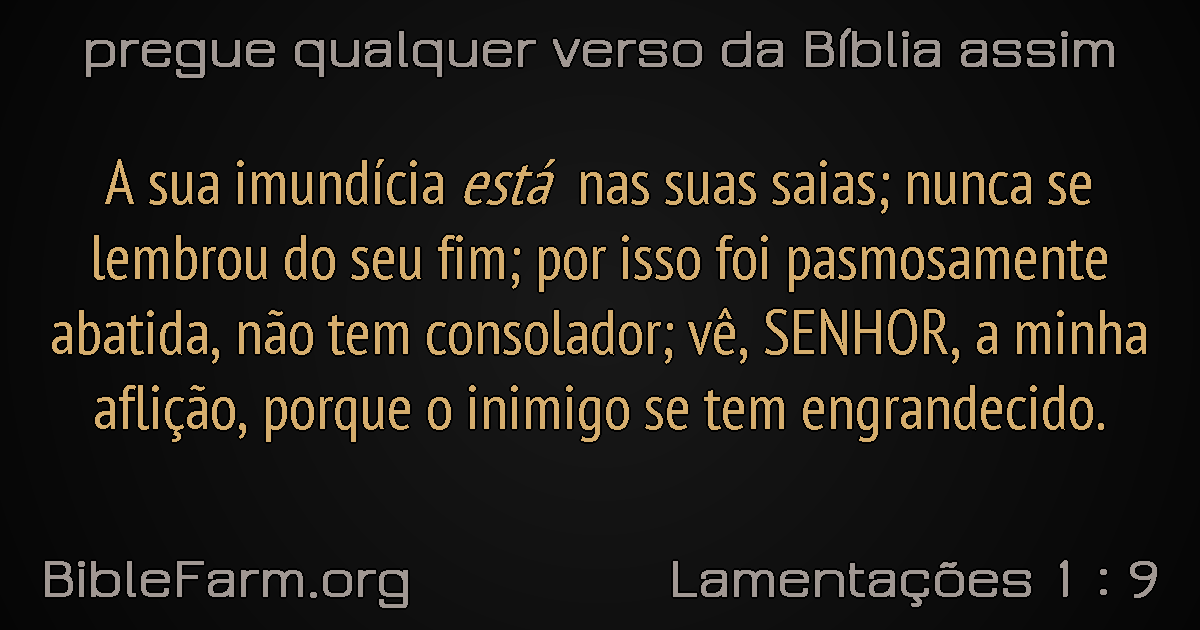 pregue qualquer verso da Bíblia assim
A sua imundícia está nas suas saias; nunca se
lembrou do seu fim; por isso foi pasmosamente
abatida, não tem consolador; vê, SENHOR, a minha
aflição, porque o inimigo se tem engrandecido.
BibleFarm.org
Lamentações 1 : 9